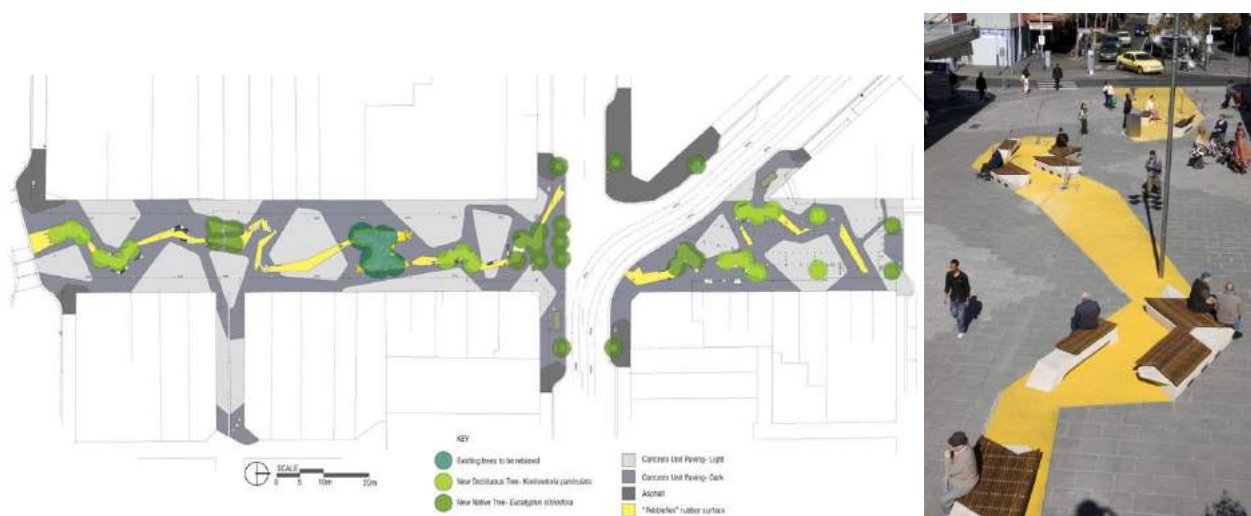 KEY
Existing trees to be retained
New Deciduous Tree- Koelreuteria paniculata
New Native Tree- Eucalyptus citriodora
Concrete Unit Paving- Light
Concrete Unit Paving- Dark
Asphalt
"Pebbleflex" rubber surface
SCALE
0 5 10m 20m